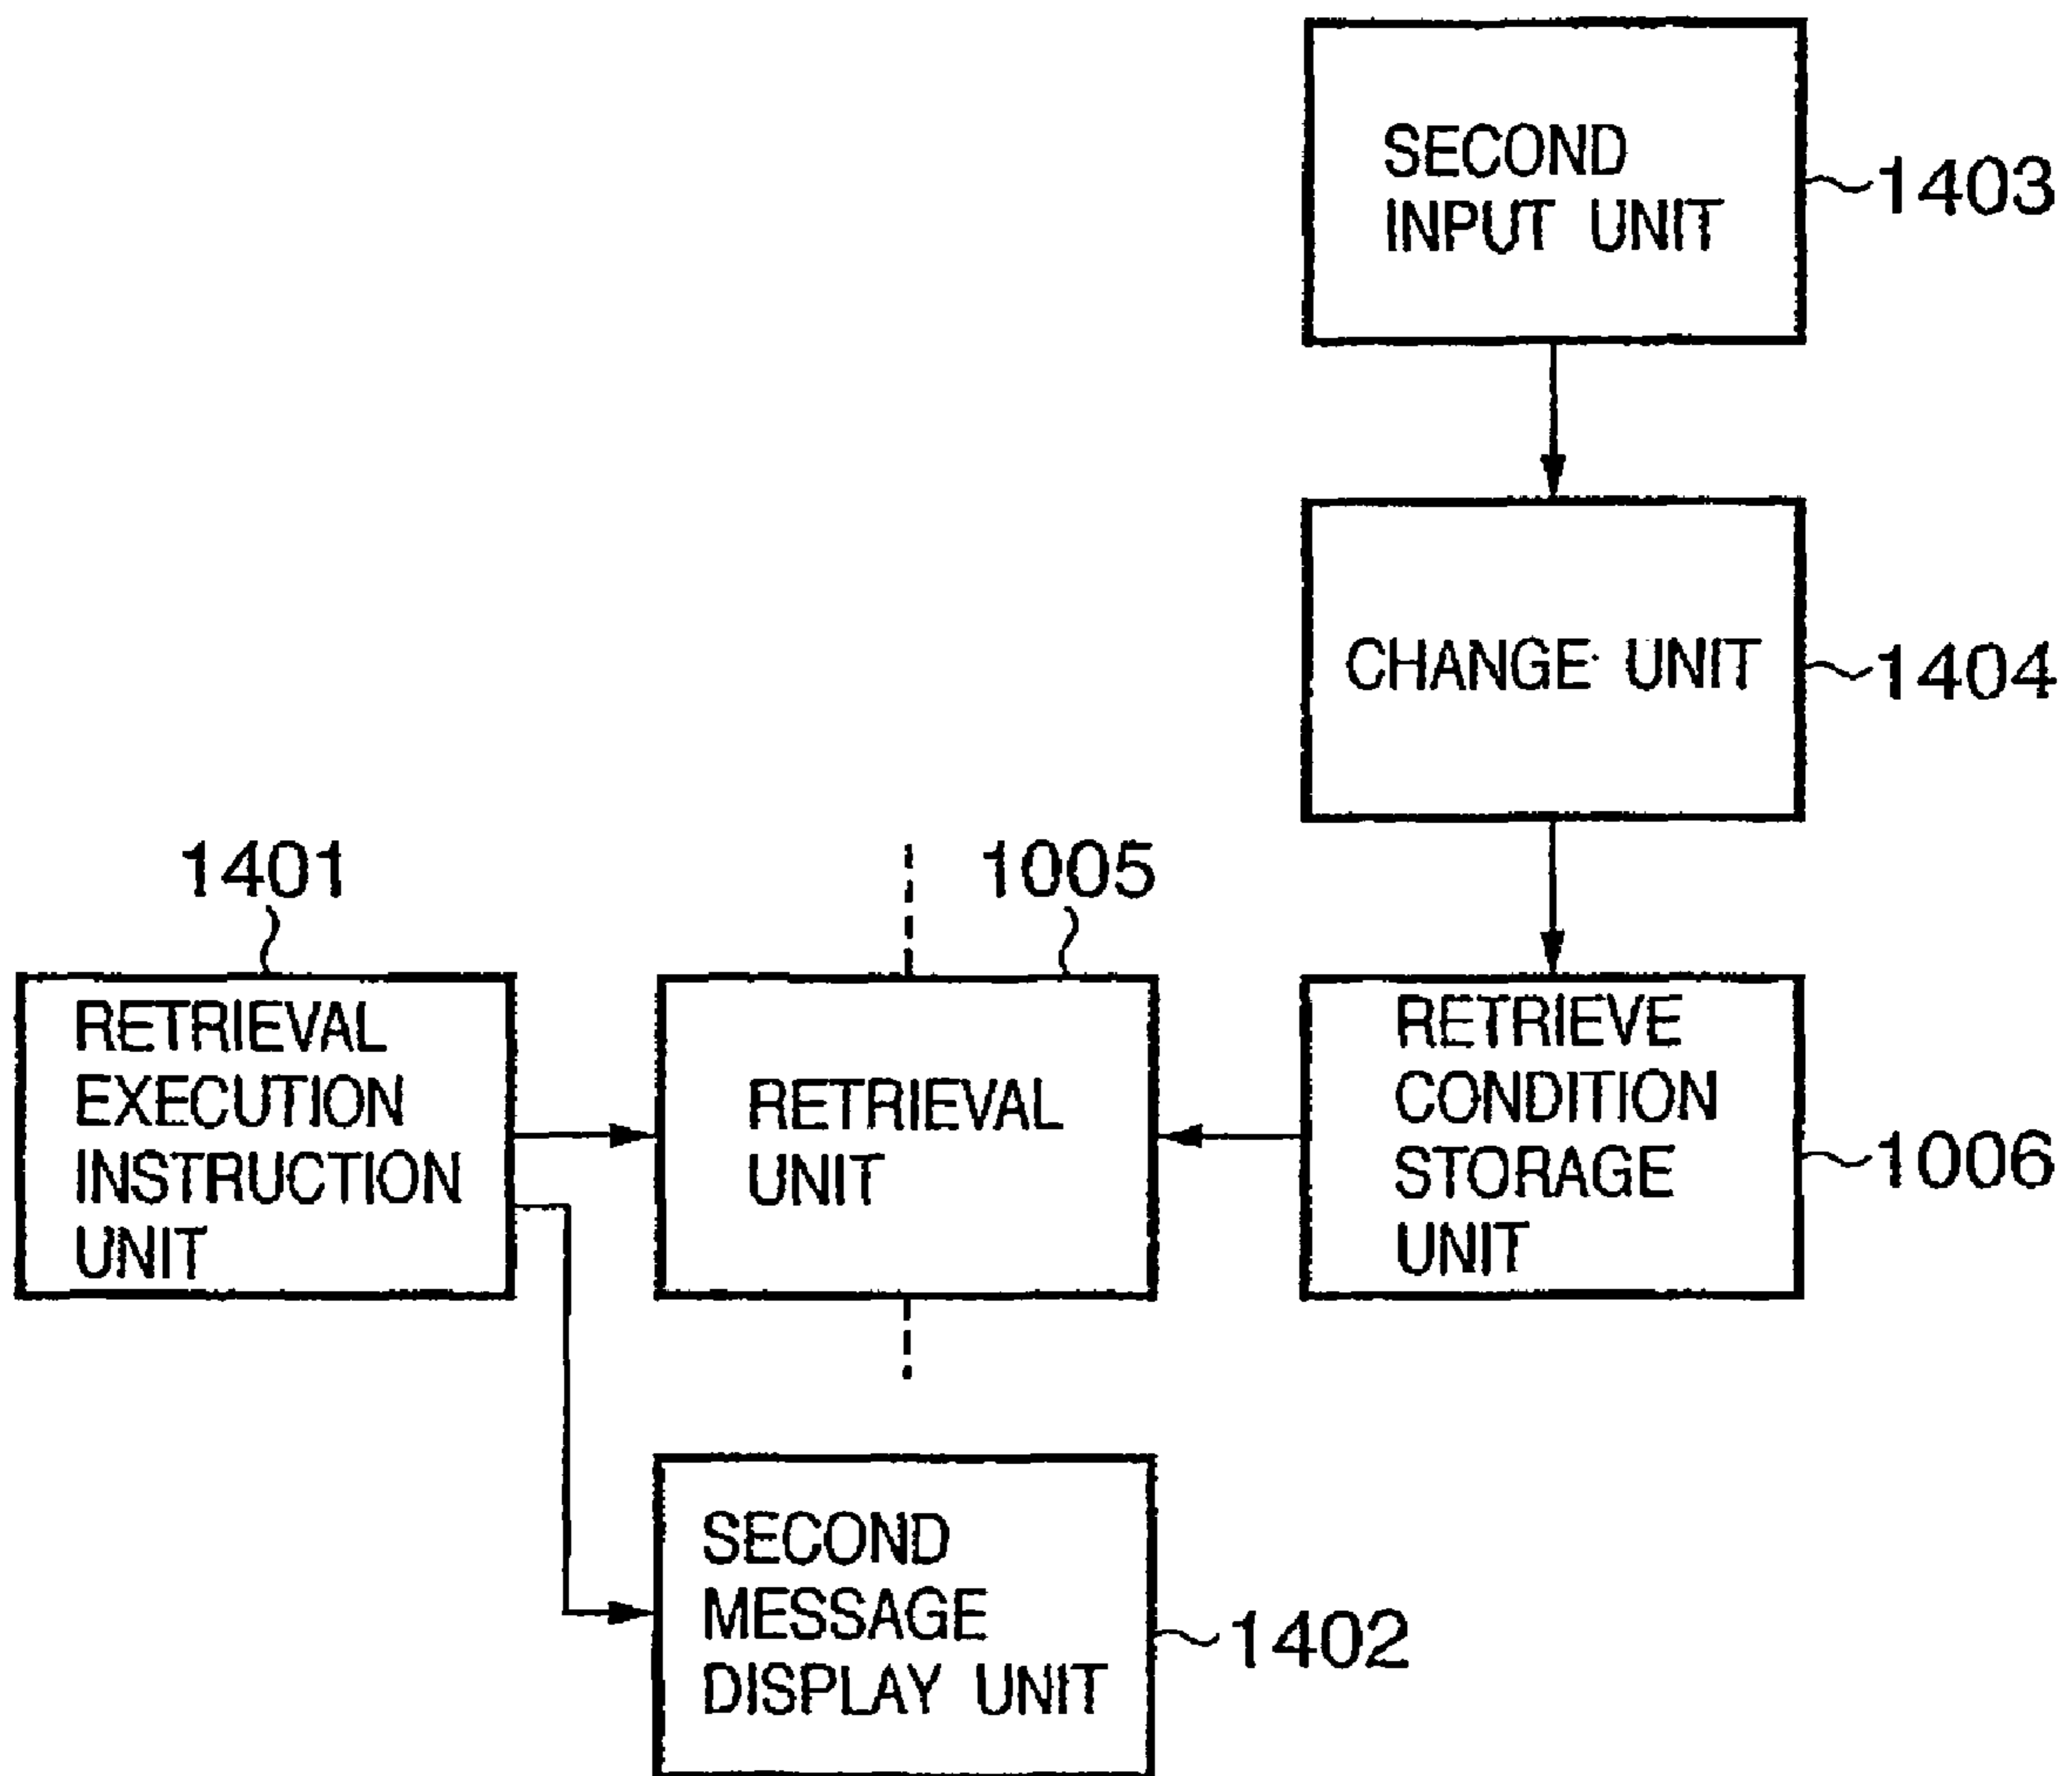 SECOND
INPUT UNIT
1403
CHANGE UNIT
1404
1401
1005
RETRIEVAL
EXECUTION
INSTRUCTION
UNIT
RETRIEVAL
UNIT
RETRIEVE
CONDITION
STORAGE
UNIT
1006
SECOND
MESSAGE
DISPLAY UNIT
1402